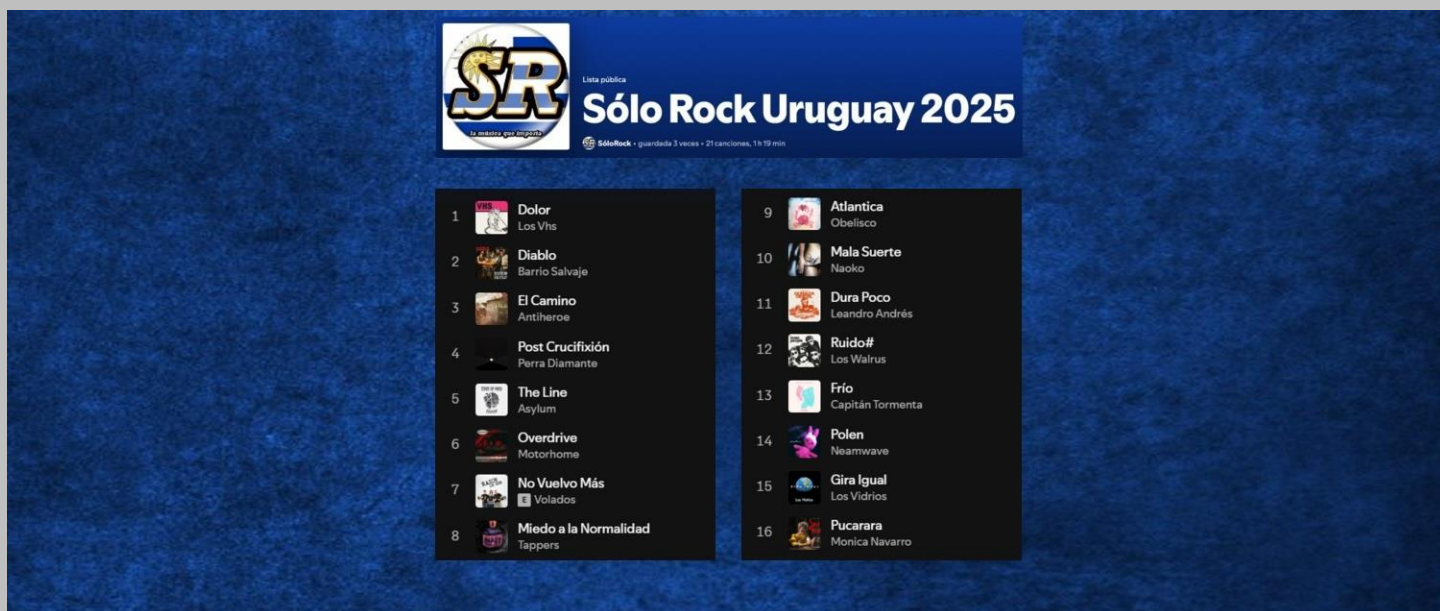 SR
la música que importa
Lista pública
Sólo Rock Uruguay 2025
SóloRock • guardada 3 veces • 21 canciones, 1 h 19 min
1
Dolor
Los Vhs
2
Diablo
Barrio Salvaje
3
El Camino
Antiheroe
4
Post Crucifixión
Perra Diamante
5
The Line
Asylum
6
Overdrive
Motorhome
7
No Vuelvo Más
E Volados
8
Miedo a la Normalidad
Tappers
9
Atlantica
Obelisco
10
Mala Suerte
Naoko
11
Dura Poco
Leandro Andrés
12
Ruido#
Los Walrus
13
Frío
Capitán Tormenta
14
Polen
Neamwave
15
Gira Igual
Los Vidrios
16
Pucarara
Monica Navarro
VHS